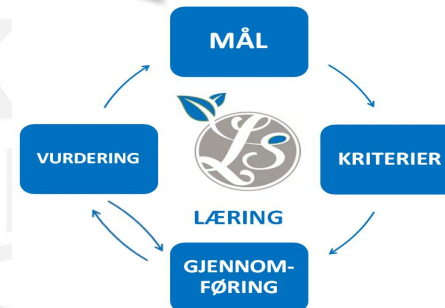 MÅL
VURDERING
LS
KRITERIER
LÆRING
GJENNOM-
FØRING